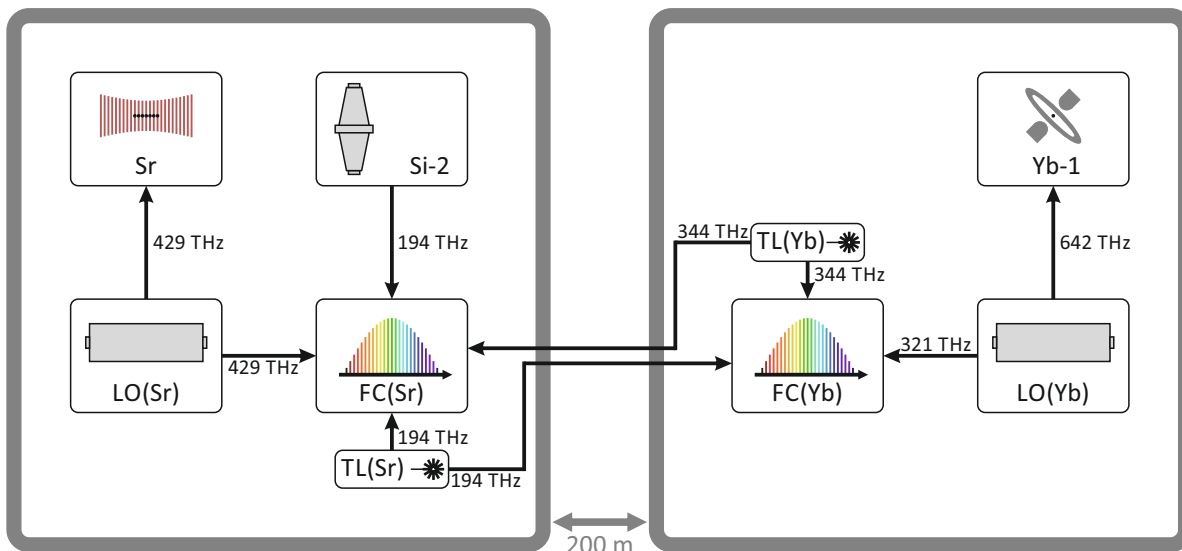 Sr
Si-2
Yb-1
429 THz
194 THz
344 THz
TL(Yb)
642 THz
344 THz
429 THz
321 THz
LO(Sr)
FC(Sr)
FC(Yb)
LO(Yb)
194 THz
TL(Sr)
194 THz
200 m